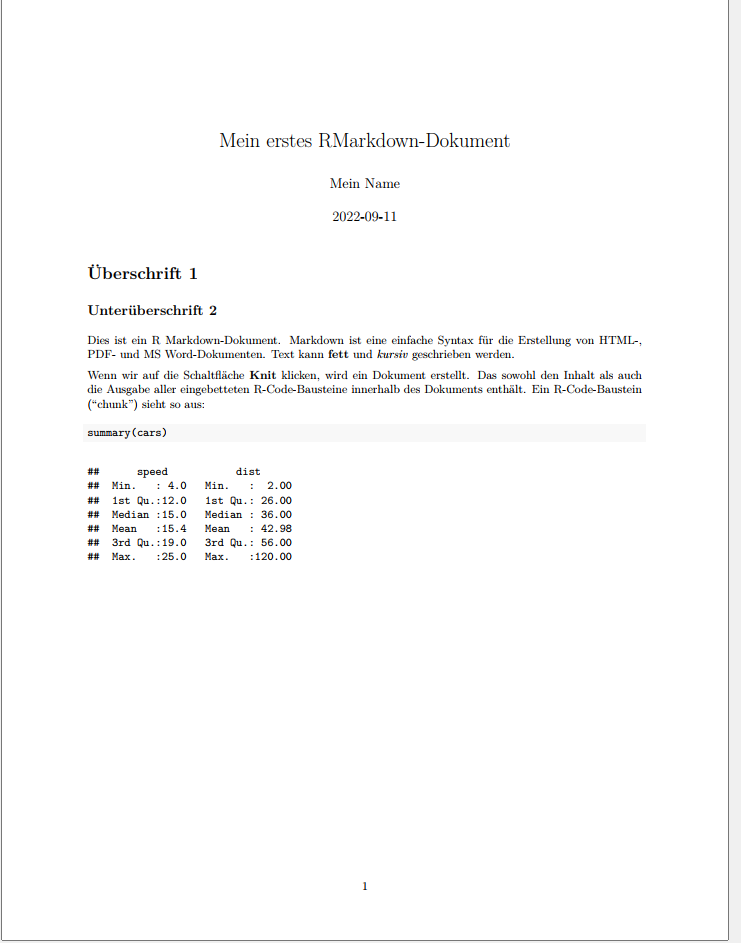 Mein erstes RMarkdown-Dokument
Mein Name
2022-09-11
Überschrift 1
Unterüberschrift 2
Dies ist ein R Markdown-Dokument. Markdown ist eine einfache Syntax für die Erstellung von HTML-,
PDF- und MS Word-Dokumenten. Text kann fett und kursiv geschrieben werden.
Wenn wir auf die Schaltfläche Knit klicken, wird ein Dokument erstellt. Das sowohl den Inhalt als auch
die Ausgabe aller eingebetteten R-Code-Bausteine innerhalb des Dokuments enthält. Ein R-Code-Baustein
(“chunk”) sieht so aus:
summary(cars)
##      speed           dist
##  Min.   : 4.0   Min.   :  2.00
##  1st Qu.:12.0   1st Qu.: 26.00
##  Median :15.0   Median : 36.00
##  Mean   :15.4   Mean   : 42.98
##  3rd Qu.:19.0   3rd Qu.: 56.00
##  Max.   :25.0   Max.   :120.00
1